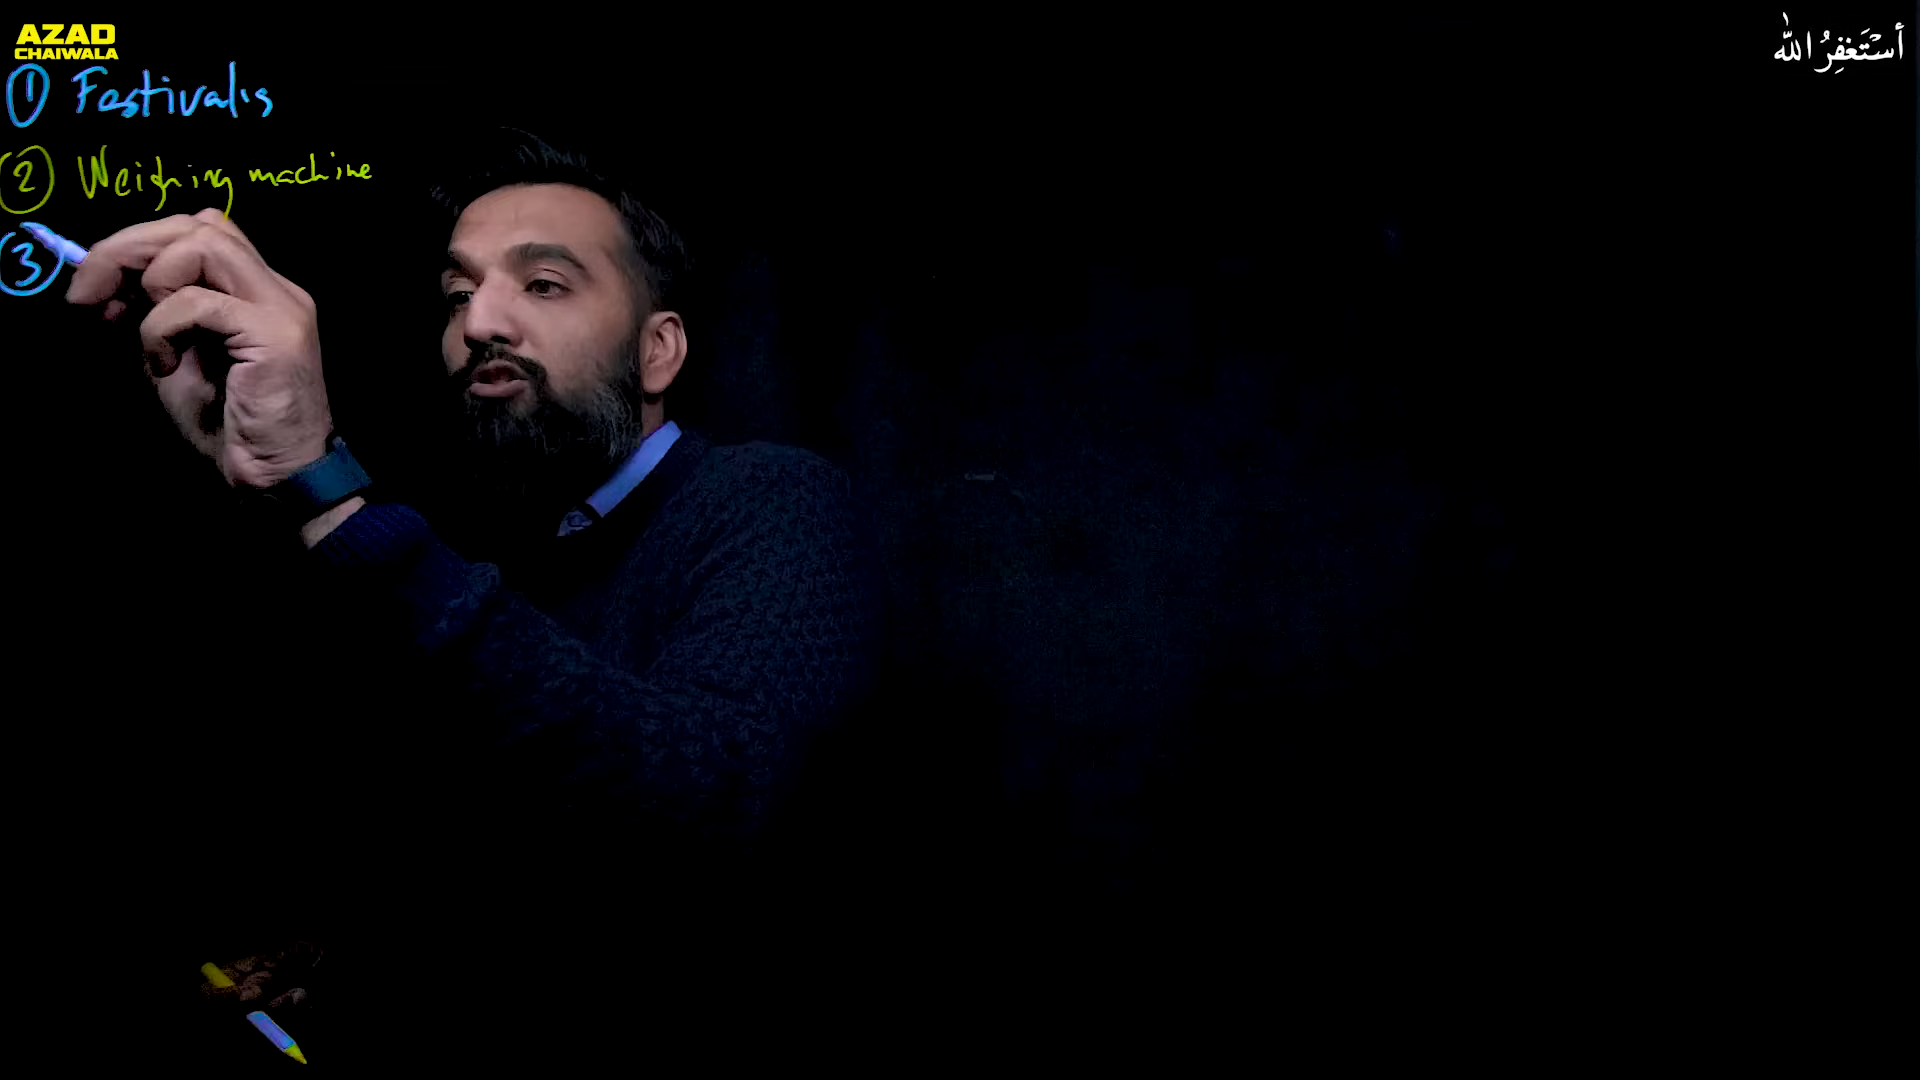 AZAD
CHAIWALA
أَسْتَغْفِرُ اللّٰه
① Festivals
② Weighing machine
③